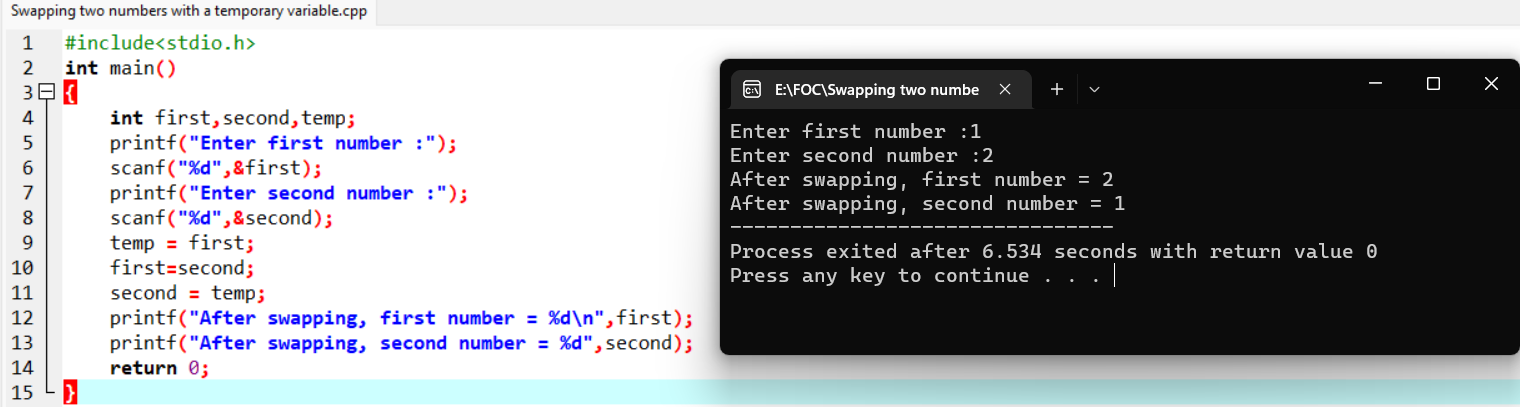 Swapping two numbers with a temporary variable.cpp
1 #include<stdio.h>
2 int main()
3 {
4 int first,second,temp;
5 printf("Enter first number :");
6 scanf("%d",&first);
7 printf("Enter second number :");
8 scanf("%d",&second);
9 temp = first;
10 first=second;
11 second = temp;
12 printf("After swapping, first number = %d\n",first);
13 printf("After swapping, second number = %d",second);
14 return 0;
15 }
E:\FOC\Swapping two numbe
Enter first number :1
Enter second number :2
After swapping, first number = 2
After swapping, second number = 1
--------------------------------
Process exited after 6.534 seconds with return value 0
Press any key to continue . . .